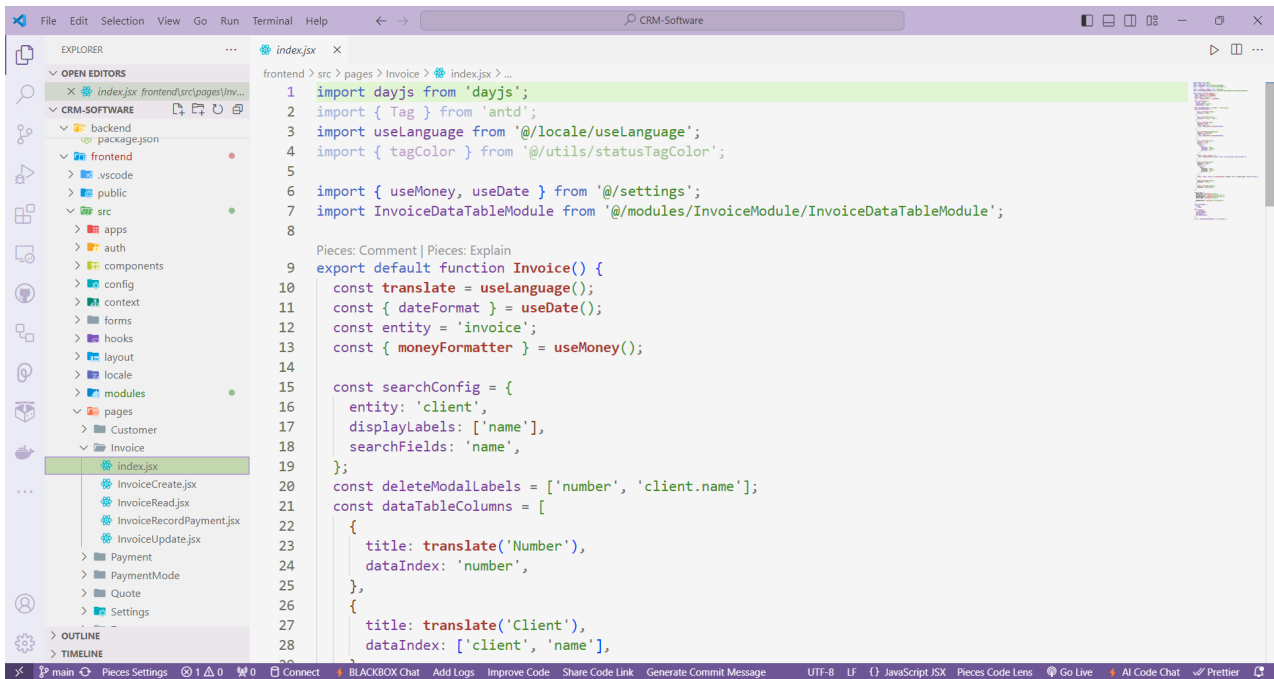 File Edit Selection View Go Run Terminal Help
CRM-Software
EXPLORER
OPEN EDITORS
index.jsx frontend\src\pages\Inv...
CRM-SOFTWARE
backend
package.json
frontend
.vscode
public
src
apps
auth
components
config
context
forms
hooks
layout
locale
modules
pages
Customer
Invoice
index.jsx
InvoiceCreate.jsx
InvoiceRead.jsx
InvoiceRecordPayment.jsx
InvoiceUpdate.jsx
Payment
PaymentMode
Quote
Settings
OUTLINE
TIMELINE
index.jsx
frontend > src > pages > Invoice > index.jsx > ...
1 import dayjs from 'dayjs';
2 import { Tag } from 'antd';
3 import useLanguage from '@/locale/useLanguage';
4 import { tagColor } from '@/utils/statusTagColor';
5
6 import { useMoney, useDate } from '@/settings';
7 import InvoiceDataTableModule from '@/modules/InvoiceModule/InvoiceDataTableModule';
8
Pieces: Comment | Pieces: Explain
9 export default function Invoice() {
10 const translate = useLanguage();
11 const { dateFormat } = useDate();
12 const entity = 'invoice';
13 const { moneyFormatter } = useMoney();
14
15 const searchConfig = {
16 entity: 'client',
17 displayLabels: ['name'],
18 searchFields: 'name',
19 };
20 const deleteModalLabels = ['number', 'client.name'];
21 const dataTableColumns = [
22 {
23 title: translate('Number'),
24 dataIndex: 'number',
25 },
26 {
27 title: translate('Client'),
28 dataIndex: ['client', 'name'],
main Pieces Settings 1 0 0 Connect BLACKBOX Chat Add Logs Improve Code Share Code Link Generate Commit Message UTF-8 LF {} JavaScript JSX Pieces Code Lens Go Live AI Code Chat Prettier